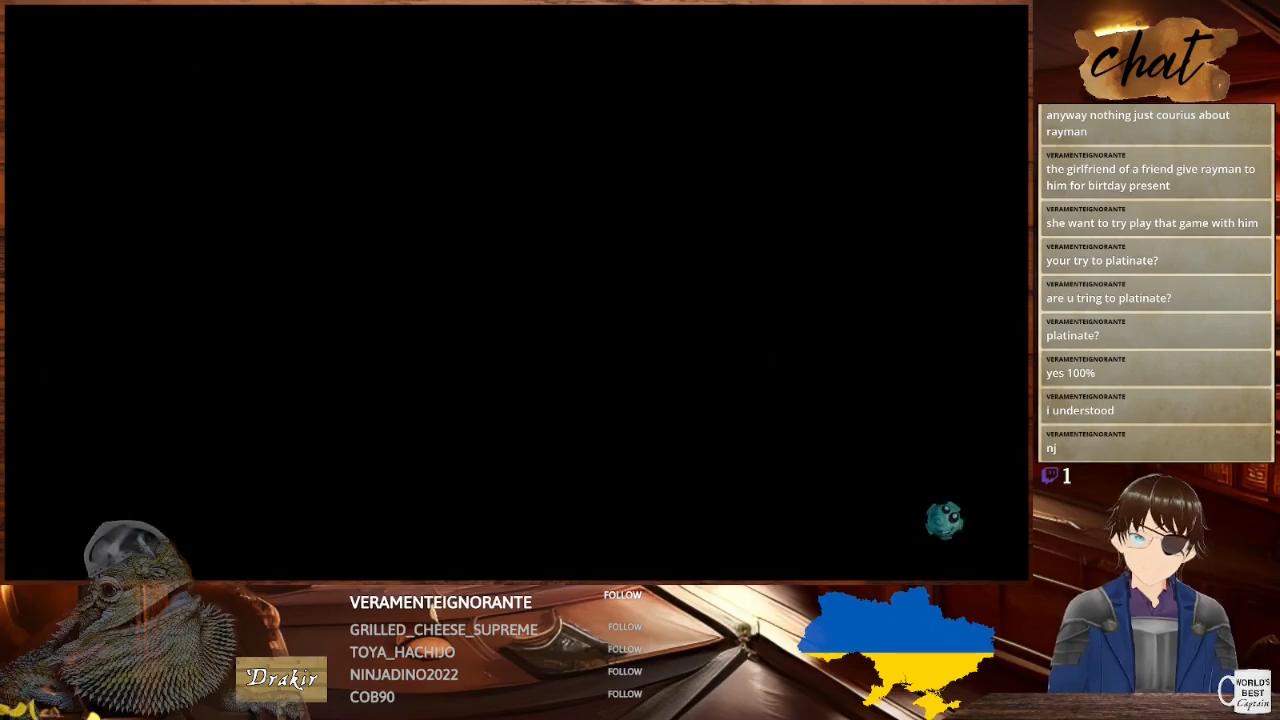 chat
anyway nothing just courius about
rayman
VERAMENTEIGNORANTE
the girlfriend of a friend give rayman to
him for birtday present
VERAMENTEIGNORANTE
she want to try play that game with him
VERAMENTEIGNORANTE
your try to platinate?
VERAMENTEIGNORANTE
are u tring to platinate?
VERAMENTEIGNORANTE
platinate?
VERAMENTEIGNORANTE
yes 100%
VERAMENTEIGNORANTE
i understood
VERAMENTEIGNORANTE
nj
1
VERAMENTEIGNORANTE FOLLOW
GRILLED_CHEESE_SUPREME FOLLOW
TOYA_HACHIJO FOLLOW
NINJADINO2022 FOLLOW
COB90 FOLLOW
Drakir
WORLD'S
BEST
Captain